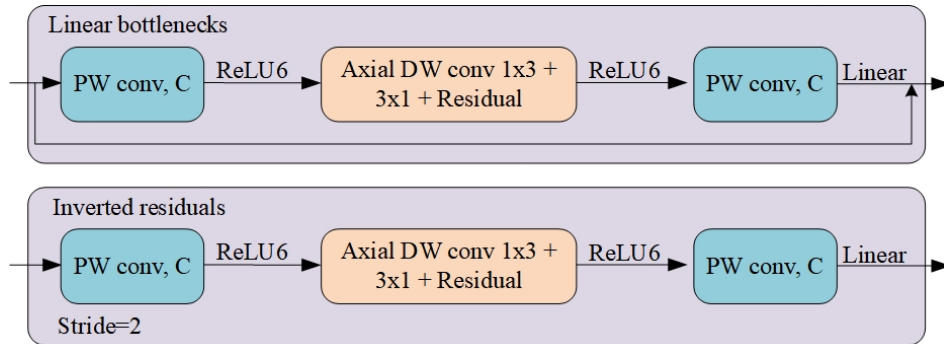 Linear bottlenecks
PW conv, C
ReLU6
Axial DW conv 1x3 +
3x1 + Residual
ReLU6
PW conv, C
Linear
Inverted residuals
PW conv, C
ReLU6
Axial DW conv 1x3 +
3x1 + Residual
ReLU6
PW conv, C
Linear
Stride=2